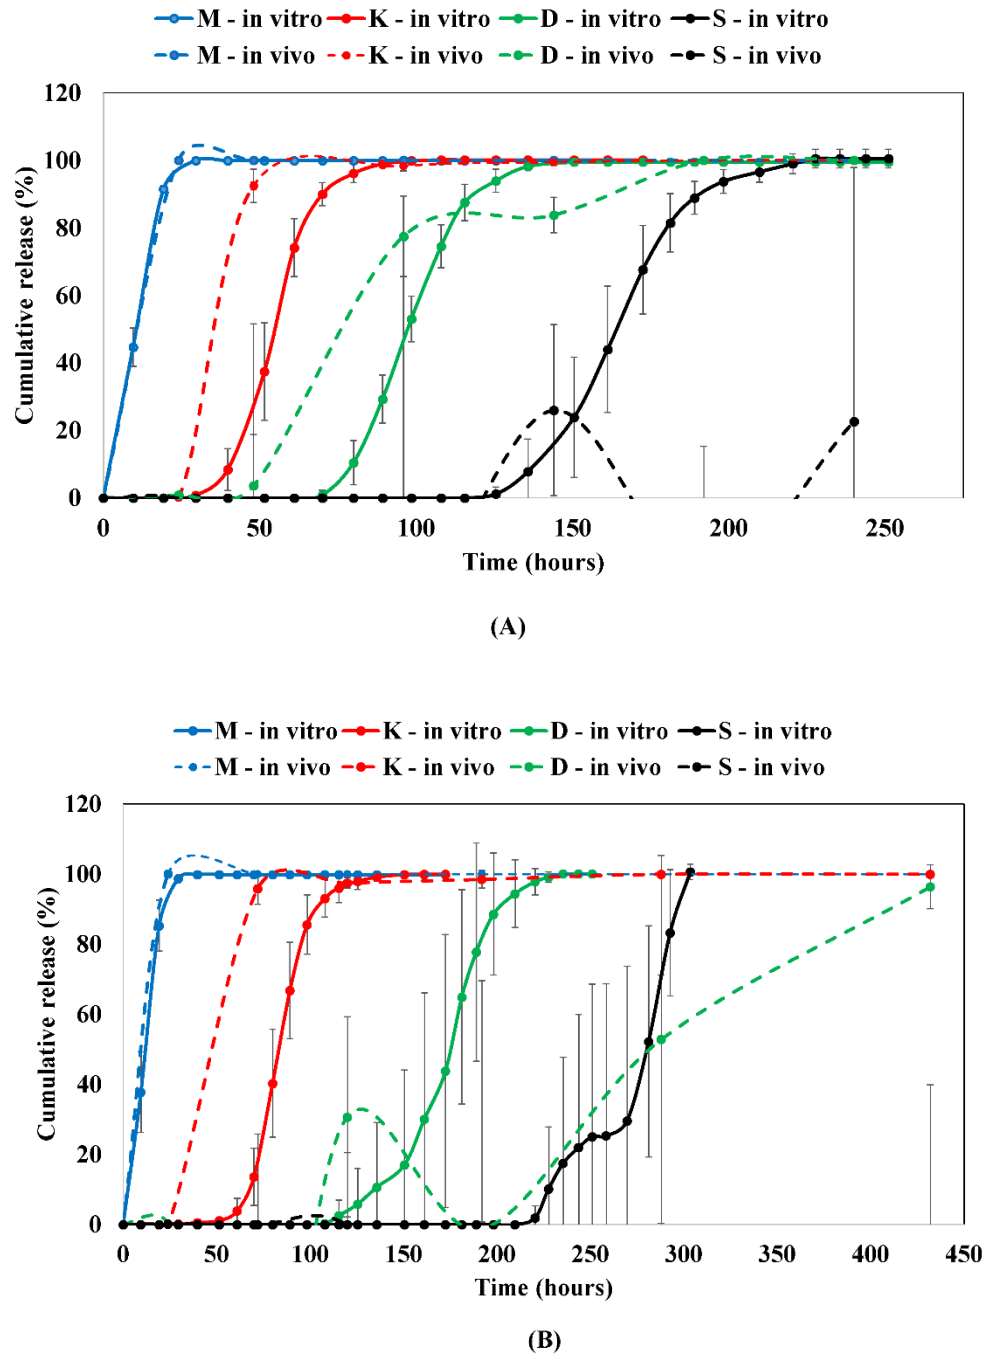 M - in vitro K - in vitro D - in vitro S - in vitro
M - in vivo K - in vivo D - in vivo S - in vivo
120
100
80
60
40
20
0
Cumulative release (%)
0 50 100 150 200 250
Time (hours)
(A)
M - in vitro K - in vitro D - in vitro S - in vitro
M - in vivo K - in vivo D - in vivo S - in vivo
120
100
80
60
40
20
0
Cumulative release (%)
0 50 100 150 200 250 300 350 400 450
Time (hours)
(B)